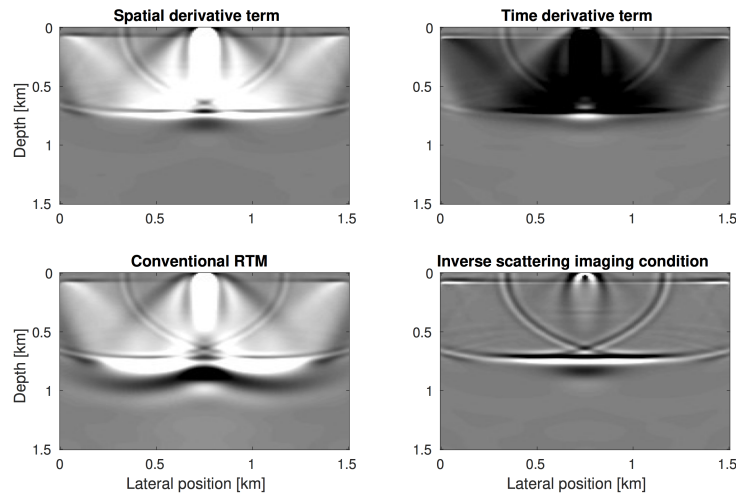 Spatial derivative term
Time derivative term
0
0.5
1
1.5
Depth [km]
0 0.5 1 1.5
0
0.5
1
1.5
0 0.5 1 1.5
Conventional RTM
Inverse scattering imaging condition
0
0.5
1
1.5
Depth [km]
0 0.5 1 1.5
Lateral position [km]
0
0.5
1
1.5
0 0.5 1 1.5
Lateral position [km]